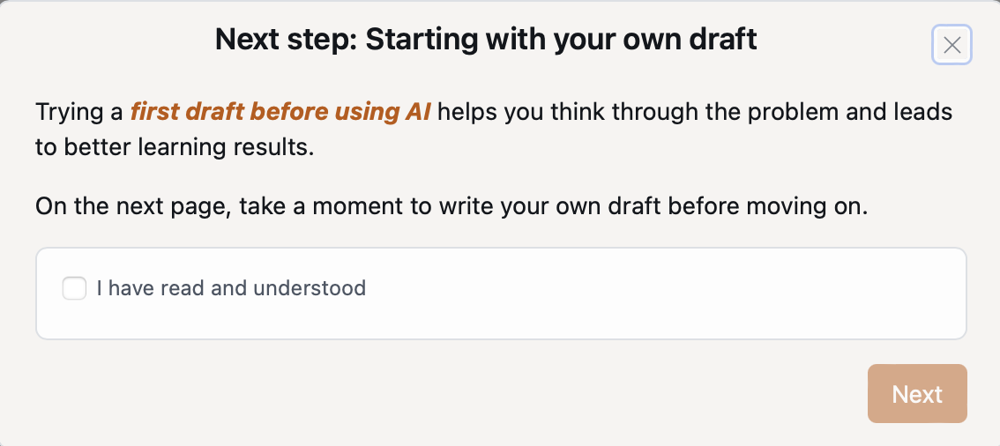 Next step: Starting with your own draft
Trying a first draft before using AI helps you think through the problem and leads
to better learning results.
On the next page, take a moment to write your own draft before moving on.
I have read and understood
Next